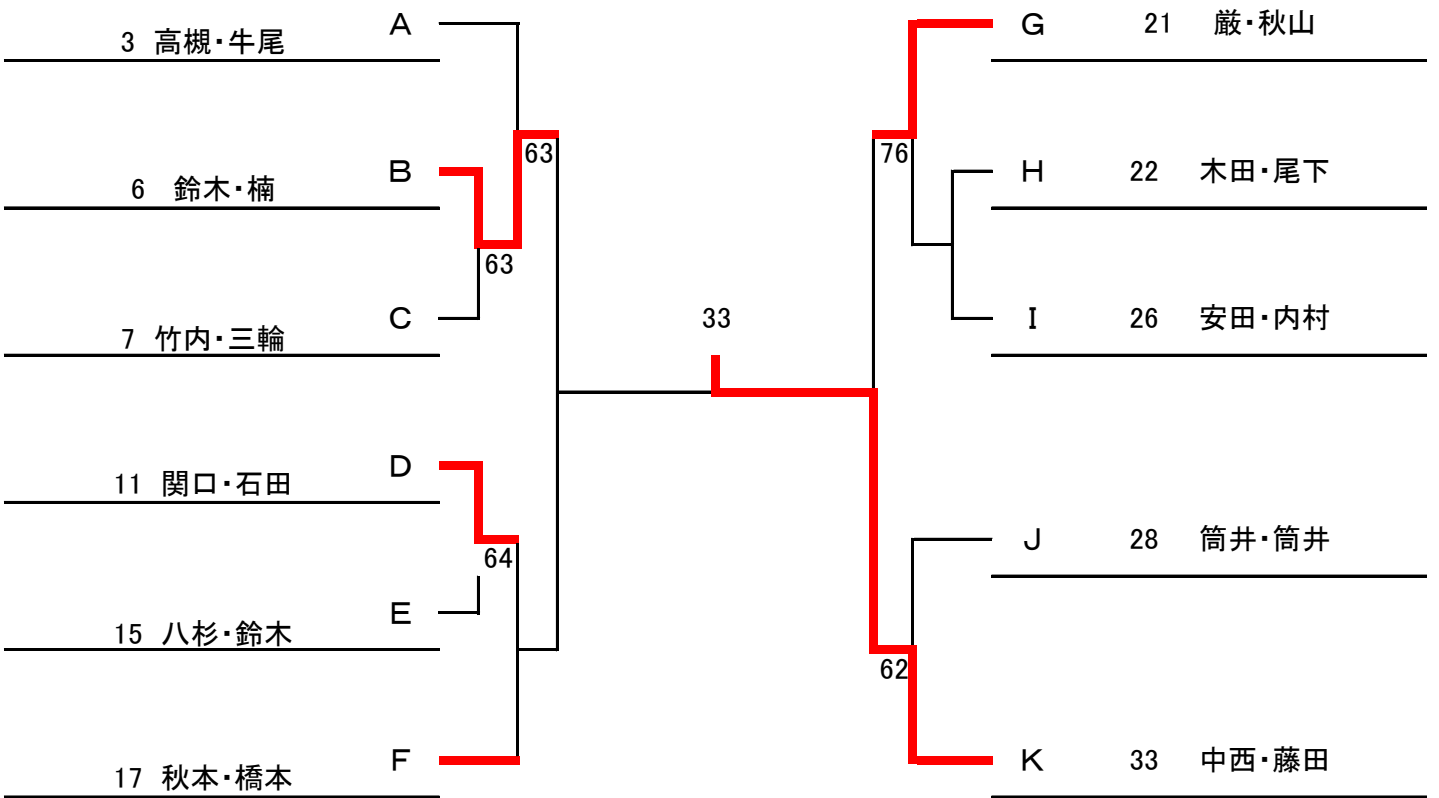 A
3 高槻・牛尾
63
B
6 鈴木・楠
63
C
7 竹内・三輪
D
11 関口・石田
64
E
15 八杉・鈴木
F
17 秋本・橋本
33
G 21 厳・秋山
76
H 22 木田・尾下
I 26 安田・内村
J 28 筒井・筒井
62
K 33 中西・藤田